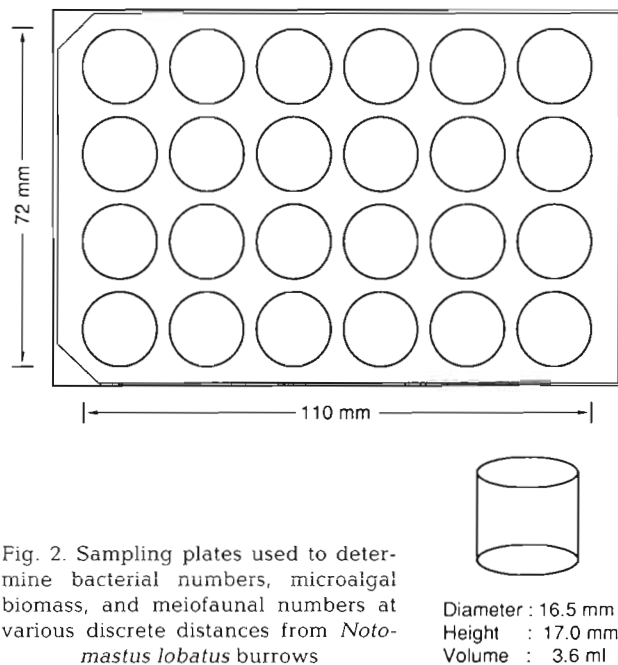 72 mm
110 mm
Fig. 2. Sampling plates used to deter-
mine bacterial numbers, microalgal
biomass, and meiofaunal numbers at
various discrete distances from Noto-
mastus lobatus burrows
Diameter : 16.5 mm
Height : 17.0 mm
Volume : 3.6 ml